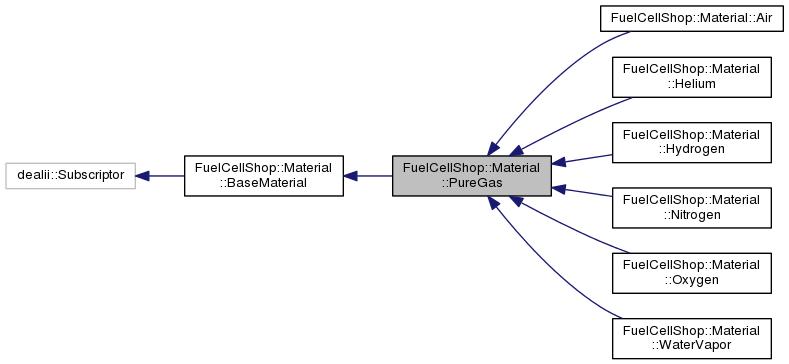 dealii::Subscriptor
FuelCellShop::Material
::BaseMaterial
FuelCellShop::Material
::PureGas
FuelCellShop::Material::Air
FuelCellShop::Material
::Helium
FuelCellShop::Material
::Hydrogen
FuelCellShop::Material
::Nitrogen
FuelCellShop::Material
::Oxygen
FuelCellShop::Material
::WaterVapor